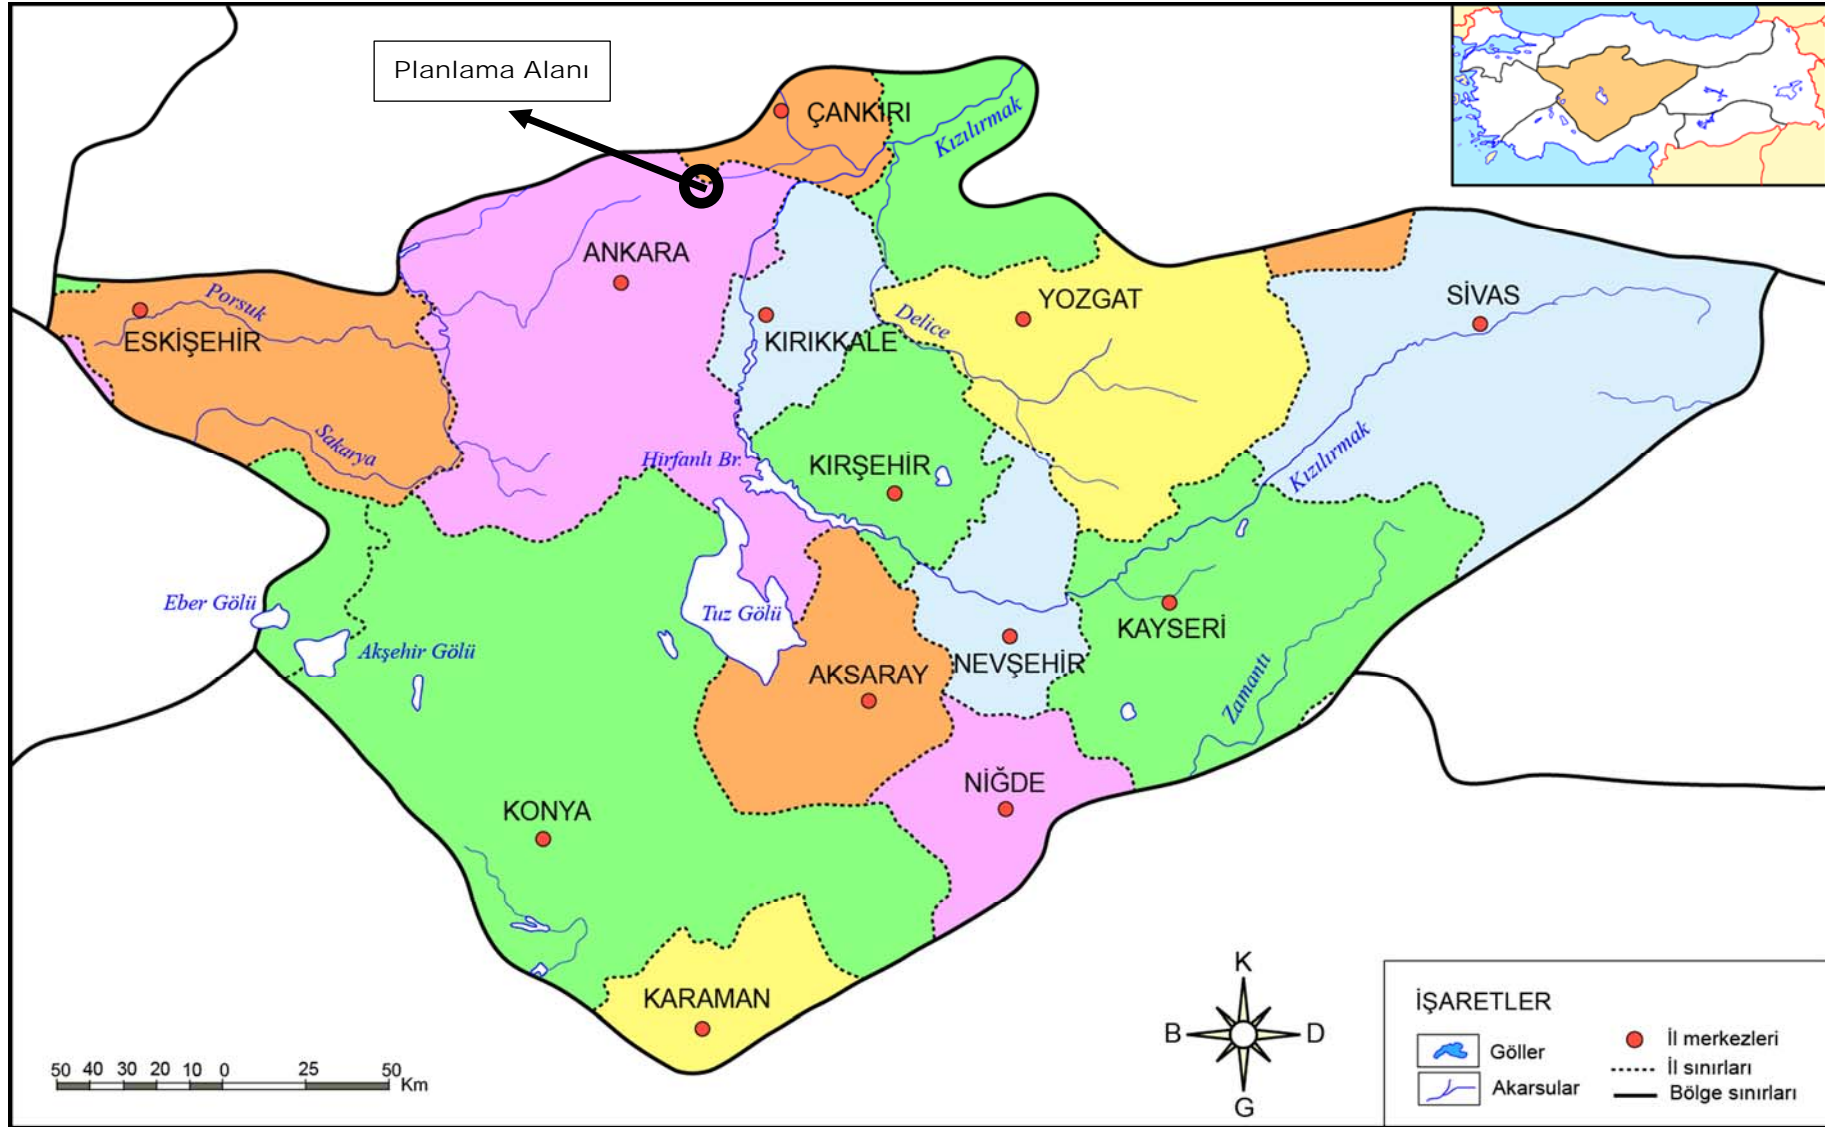 Planlama Alanı
ÇANKIRI
Kızılırmak
ANKARA
YOZGAT
SİVAS
Porsuk
ESKİŞEHİR
Delice
KIRIKKALE
Sakarya
Hirfanlı Br.
KIRŞEHİR
Kızılırmak
Eber Gölü
Tuz Gölü
Akşehir Gölü
KAYSERİ
NEVŞEHİR
AKSARAY
Zamantı
NİĞDE
KONYA
KARAMAN
K
B
D
G
50 40 30 20 10 0 25 50
Km
İŞARETLER
Göller
Akarsular
İl merkezleri
İl sınırları
Bölge sınırları